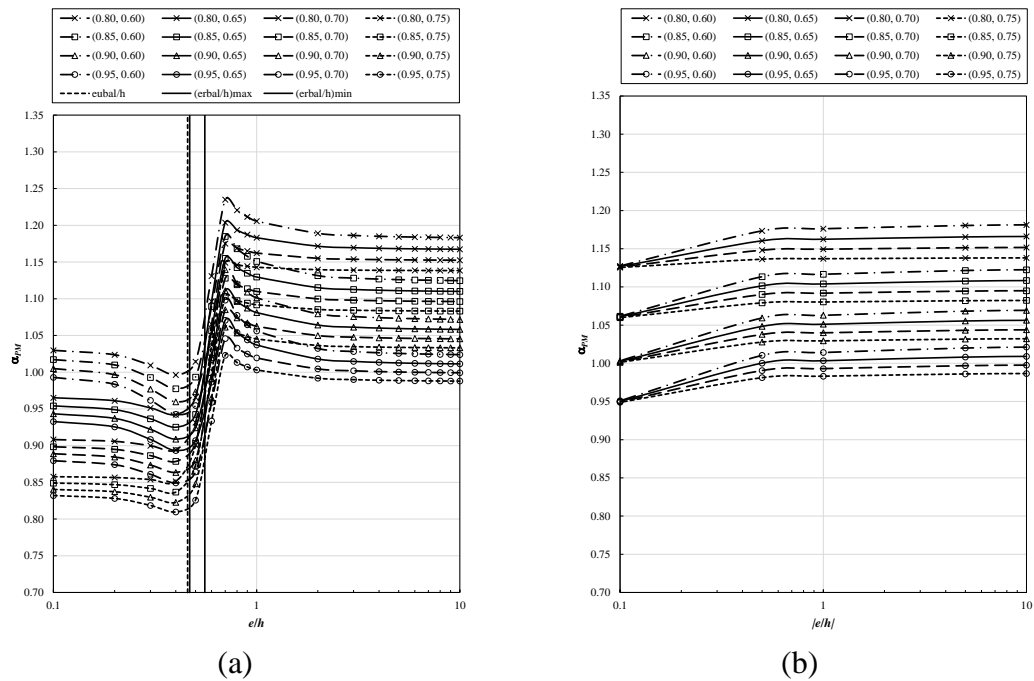 (0.80, 0.60) (0.80, 0.65) (0.80, 0.70) (0.80, 0.75)
(0.85, 0.60) (0.85, 0.65) (0.85, 0.70) (0.85, 0.75)
(0.90, 0.60) (0.90, 0.65) (0.90, 0.70) (0.90, 0.75)
(0.95, 0.60) (0.95, 0.65) (0.95, 0.70) (0.95, 0.75)
eubal/h (erbal/h)max (erbal/h)min
1.35
1.30
1.25
1.20
1.15
1.10
1.05
1.00
0.95
0.90
0.85
0.80
0.75
0.70
αPM
0.1 1 10
e/h
(a)
(0.80, 0.60) (0.80, 0.65) (0.80, 0.70) (0.80, 0.75)
(0.85, 0.60) (0.85, 0.65) (0.85, 0.70) (0.85, 0.75)
(0.90, 0.60) (0.90, 0.65) (0.90, 0.70) (0.90, 0.75)
(0.95, 0.60) (0.95, 0.65) (0.95, 0.70) (0.95, 0.75)
1.35
1.30
1.25
1.20
1.15
1.10
1.05
1.00
0.95
0.90
0.85
0.80
0.75
0.70
αPM
0.1 1 10
|e/h|
(b)